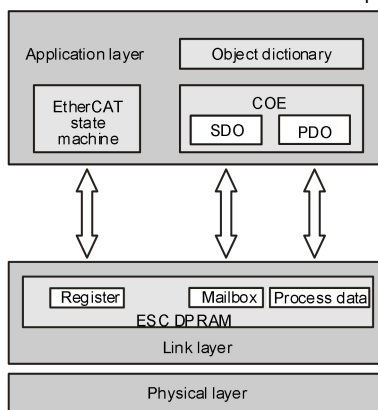 Application layer
Object dictionary
EtherCAT
state
machine
COE
SDO
PDO
Register
Mailbox
Process data
ESC DPRAM
Link layer
Physical layer